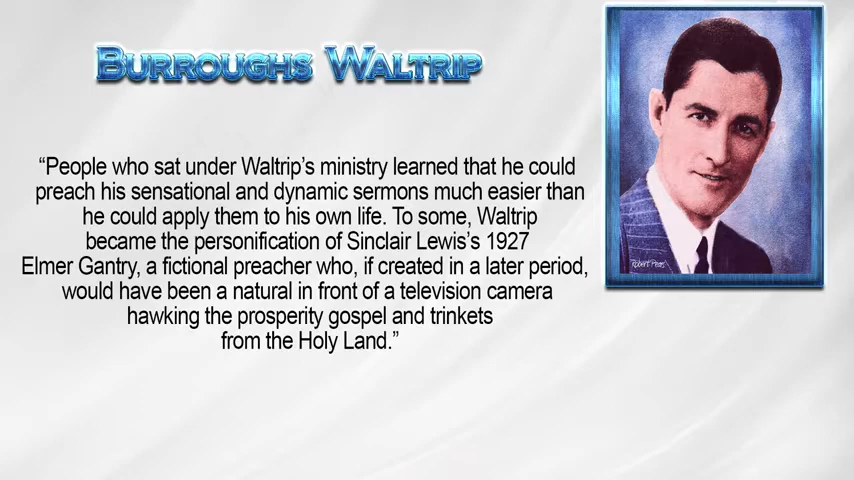 BURROUGHS WALTRIP
“People who sat under Waltrip’s ministry learned that he could
preach his sensational and dynamic sermons much easier than
he could apply them to his own life. To some, Waltrip
became the personification of Sinclair Lewis’s 1927
Elmer Gantry, a fictional preacher who, if created in a later period,
would have been a natural in front of a television camera
hawking the prosperity gospel and trinkets
from the Holy Land.”